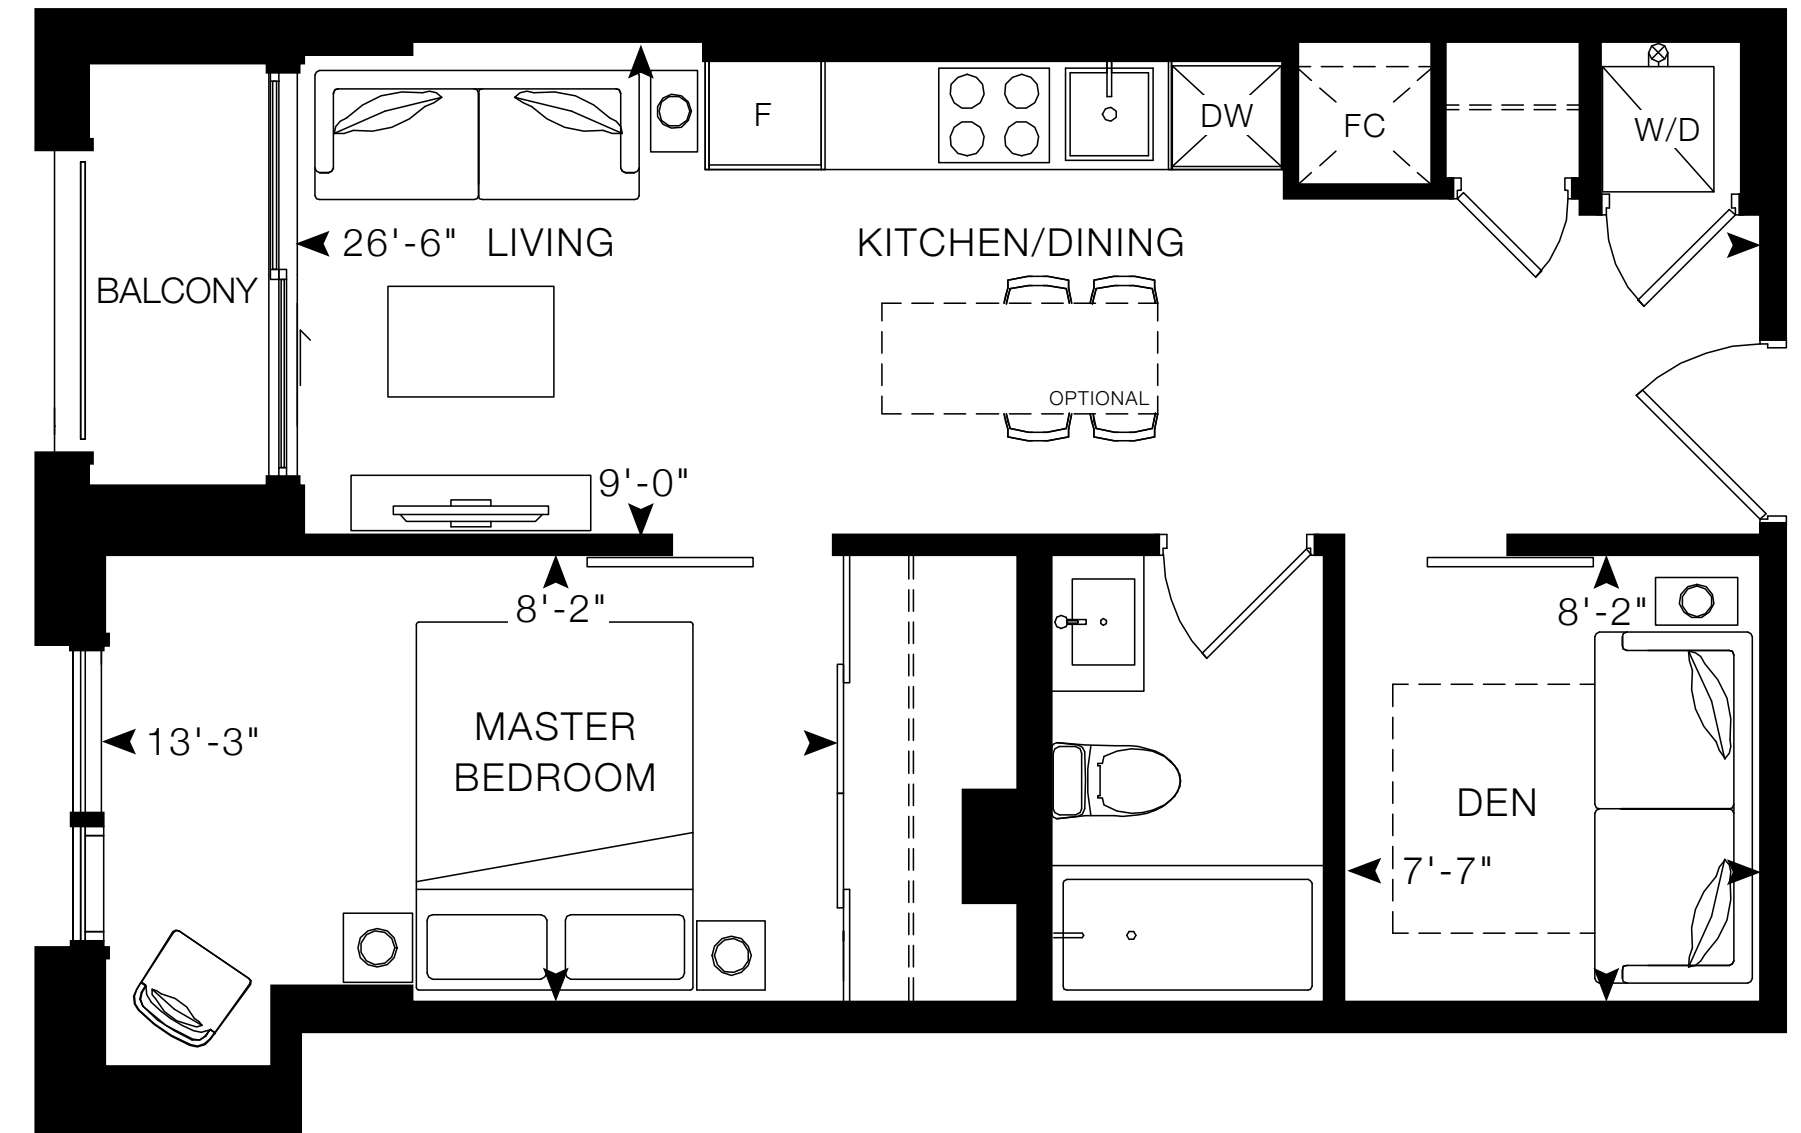 F
DW
FC
W/D
26'-6" LIVING
KITCHEN/DINING
BALCONY
OPTIONAL
9'-0"
8'-2"
8'-2"
MASTER
BEDROOM
13'-3"
DEN
7'-7"